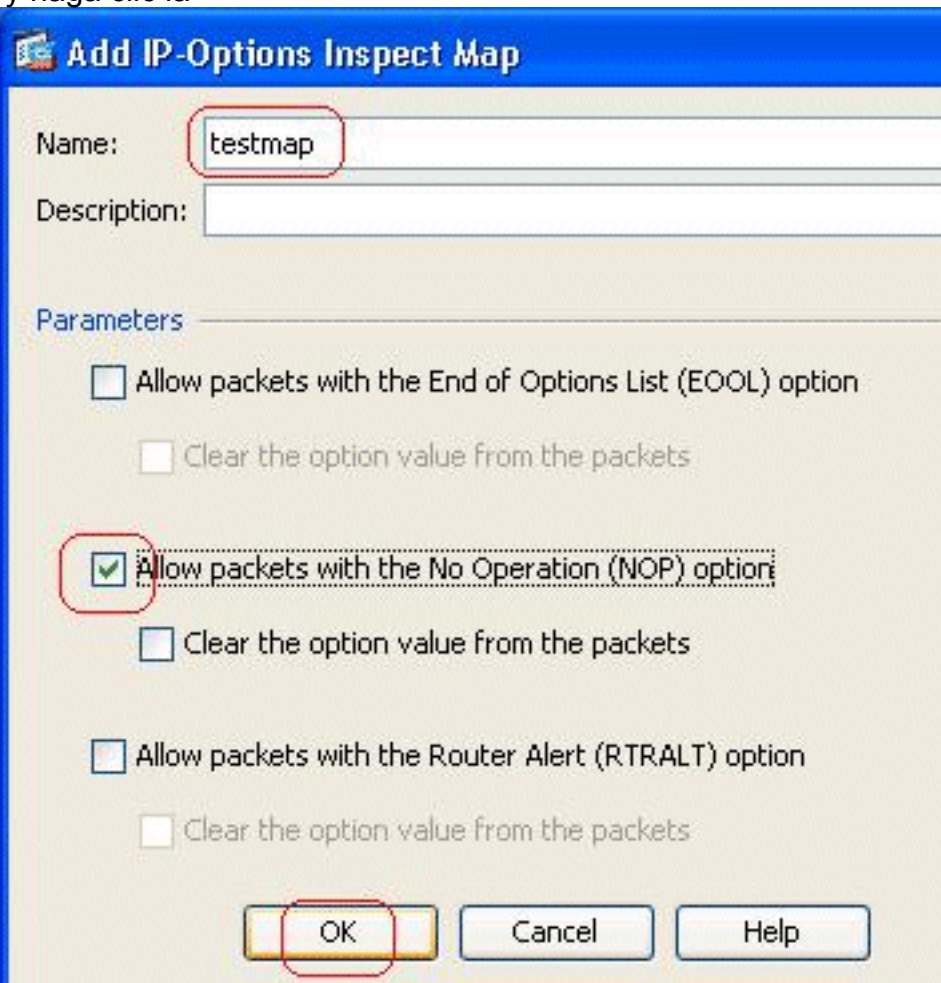 y haga clic la
Add IP-Options Inspect Map
Name: testmap
Description:
Parameters
Allow packets with the End of Options List (EOOL) option
Clear the option value from the packets
Allow packets with the No Operation (NOP) option
Clear the option value from the packets
Allow packets with the Router Alert (RTRALT) option
Clear the option value from the packets
OK Cancel Help